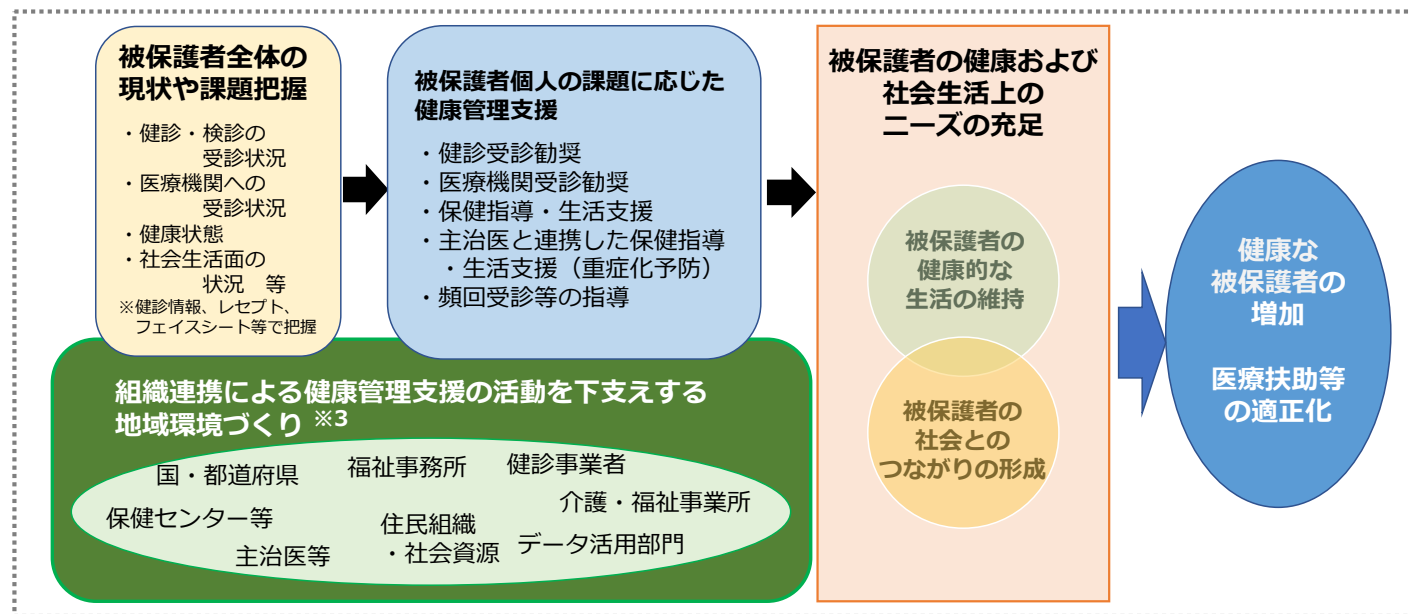 被保護者全体の
現状や課題把握
・健診・検診の
受診状況
・医療機関への
受診状況
・健康状態
・社会生活面の
状況　等
※健診情報、レセプト、
フェイスシート等で把握
被保護者個人の課題に応じた
健康管理支援
・健診受診勧奨
・医療機関受診勧奨
・保健指導・生活支援
・主治医と連携した保健指導
・生活支援（重症化予防）
・頻回受診等の指導
組織連携による健康管理支援の活動を下支えする
地域環境づくり ※3
国・都道府県
福祉事務所
健診事業者
保健センター等
介護・福祉事業所
主治医等
住民組織
・社会資源
データ活用部門
被保護者の健康および
社会生活上の
ニーズの充足
被保護者の
健康的な
生活の維持
被保護者の
社会との
つながりの形成
健康な
被保護者の
増加
医療扶助等
の適正化